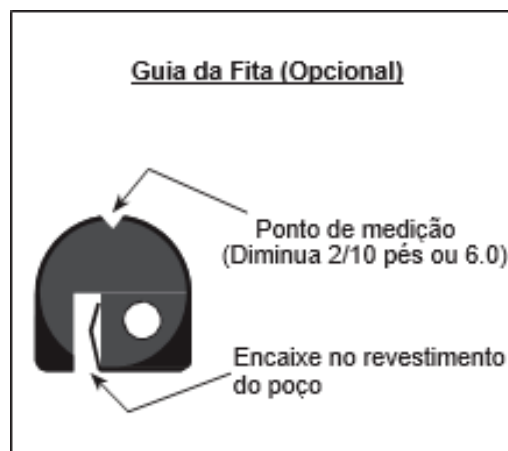 Guia da Fita (Opcional)
Ponto de medição
(Diminua 2/10 pés ou 6.0)
Encaixe no revestimento
do poço